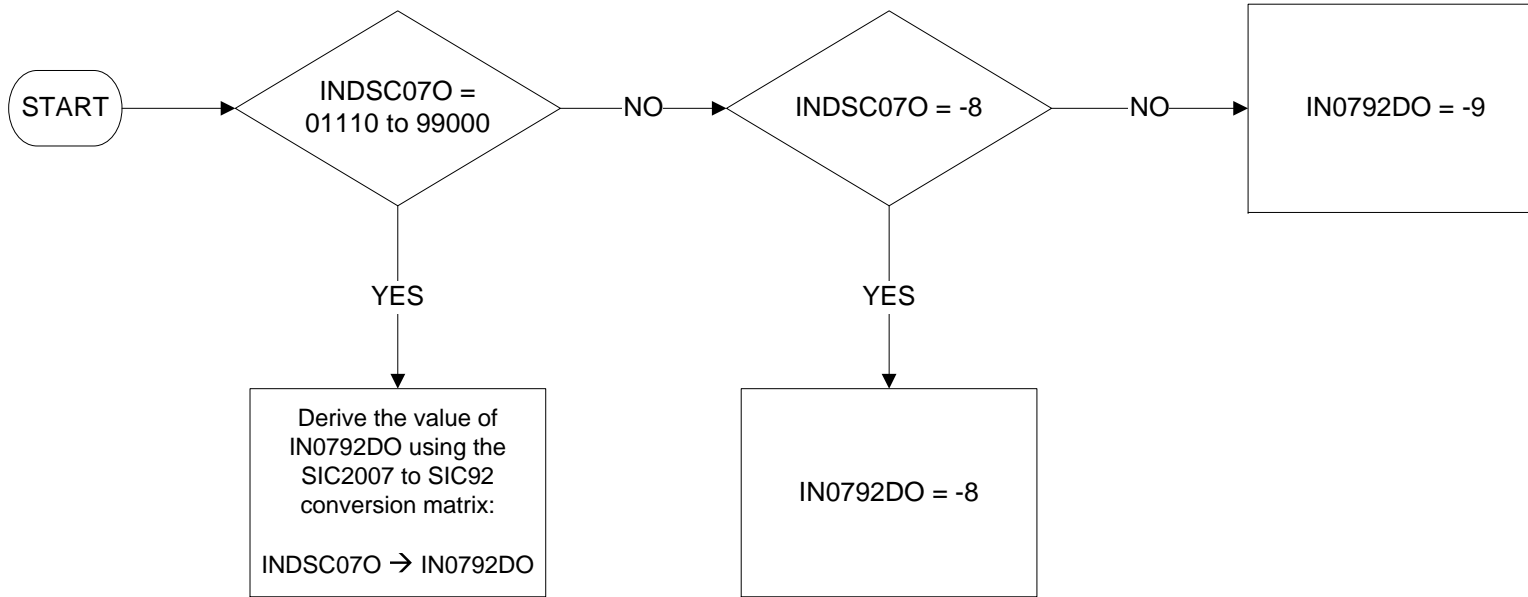 START
INDSC07O =
01110 to 99000
NO
INDSC07O = -8
NO
IN0792DO = -9
YES
YES
Derive the value of
IN0792DO using the
SIC2007 to SIC92
conversion matrix:
INDSC07O → IN0792DO
IN0792DO = -8